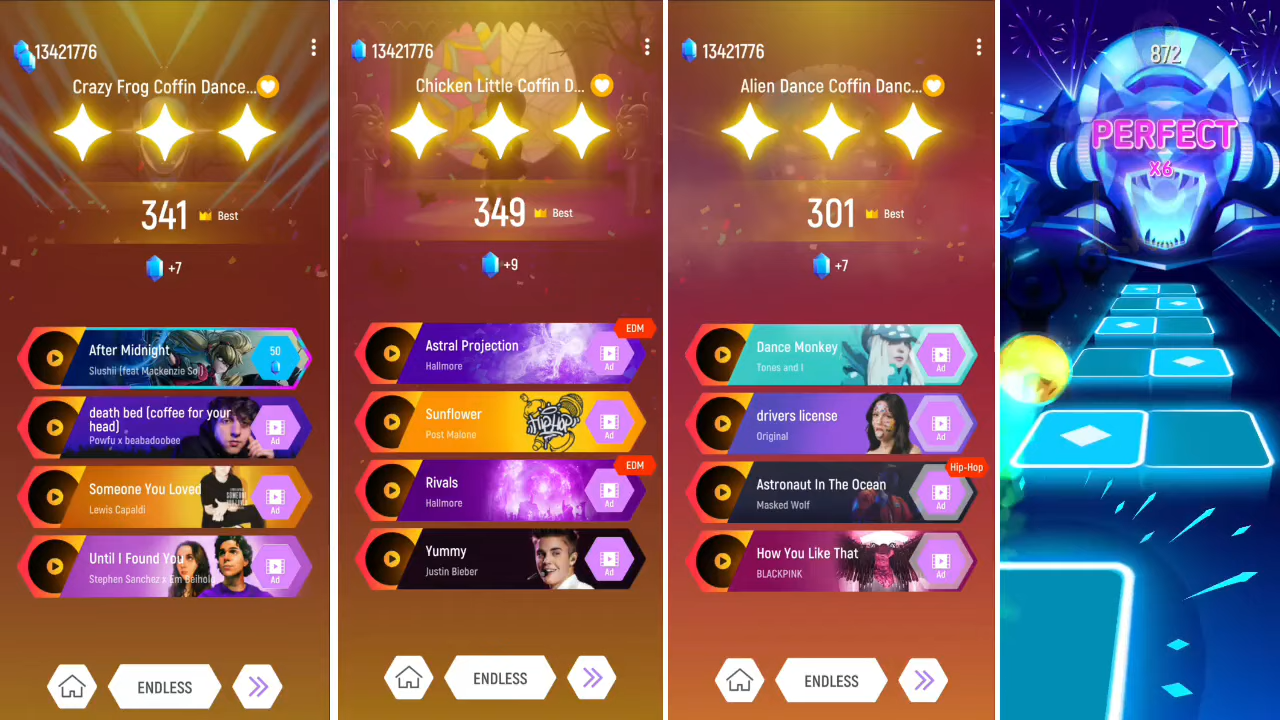 13421776
Crazy Frog Coffin Dance...
341
Best
+7
After Midnight
Slushii (feat Mackenzie Sol)
50
death bed (coffee for your
head)
Powfu x beabadoobee
Ad
Someone You Loved
Lewis Capaldi
Ad
Until I Found You
Stephen Sanchez x Em Beihold
Ad
ENDLESS
13421776
Chicken Little Coffin D...
349
Best
+9
EDM
Astral Projection
Hallmore
Ad
Sunflower
Post Malone
HIPHOP
Ad
EDM
Rivals
Hallmore
Ad
Yummy
Justin Bieber
Ad
ENDLESS
13421776
Alien Dance Coffin Danc...
301
Best
+7
Dance Monkey
Tones and I
Ad
drivers license
Original
Ad
Hip-Hop
Astronaut In The Ocean
Masked Wolf
Ad
How You Like That
BLACKPINK
Ad
ENDLESS
872
PERFECT
x6